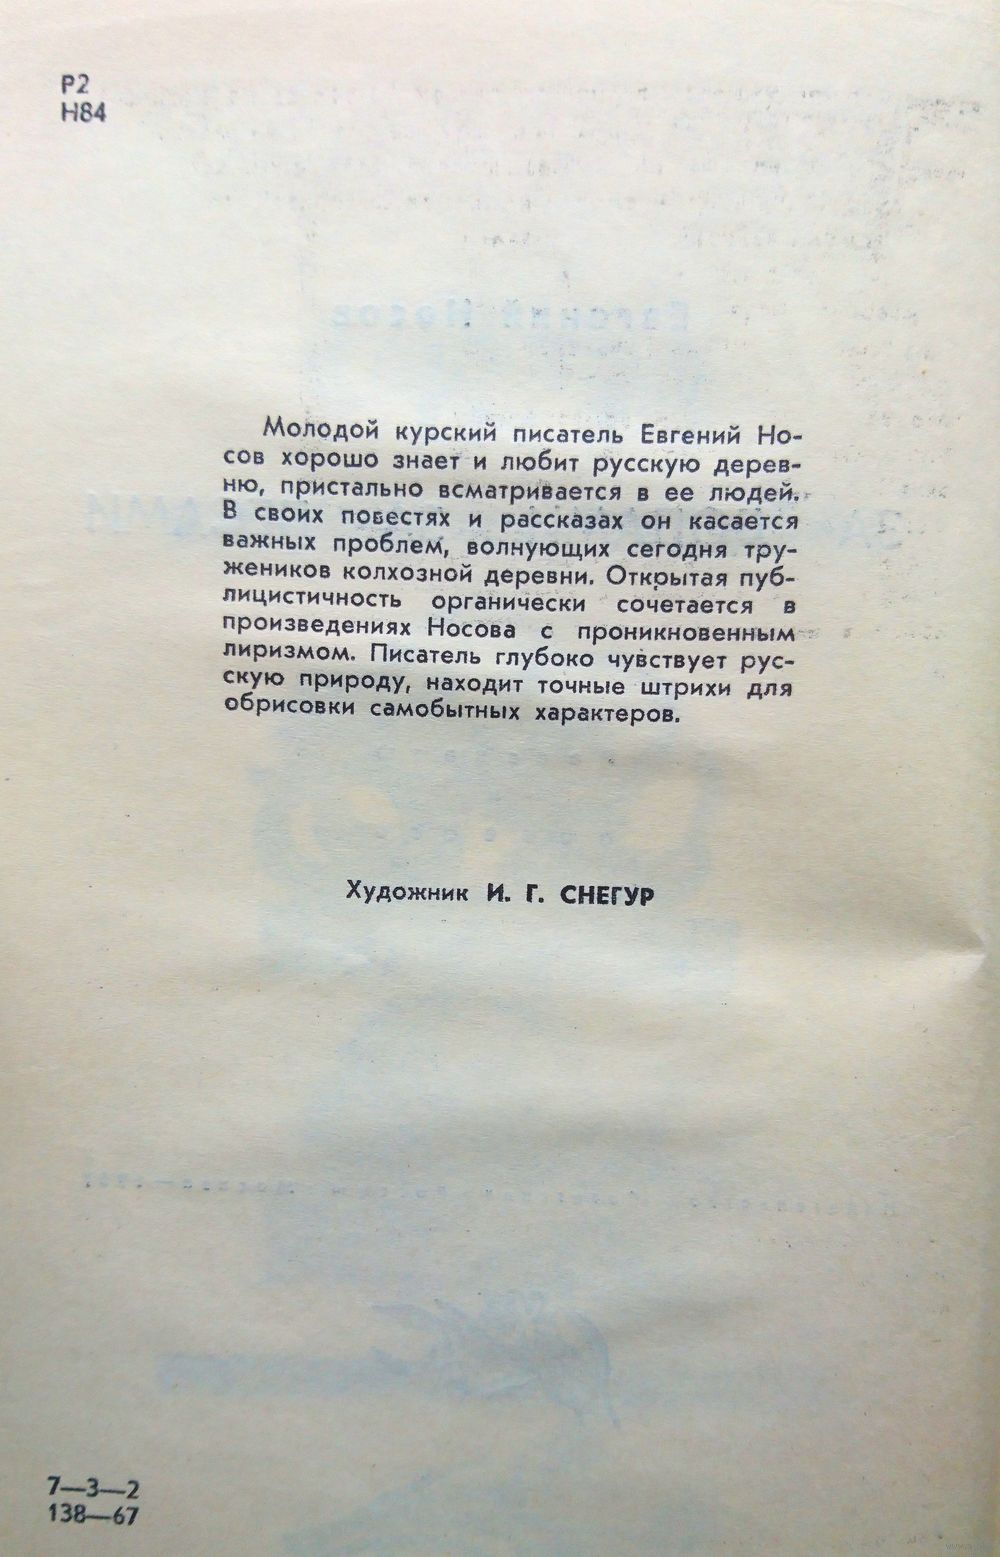 Р2
Н84
Молодой курский писатель Евгений Но-
сов хорошо знает и любит русскую дерев-
ню, пристально всматривается в ее людей.
В своих повестях и рассказах он касается
важных проблем, волнующих сегодня тру-
жеников колхозной деревни. Открытая пуб-
лицистичность органически сочетается в
произведениях Носова с проникновенным
лиризмом. Писатель глубоко чувствует рус-
скую природу, находит точные штрихи для
обрисовки самобытных характеров.
Художник И. Г. СНЕГУР
7—3—2
138—67